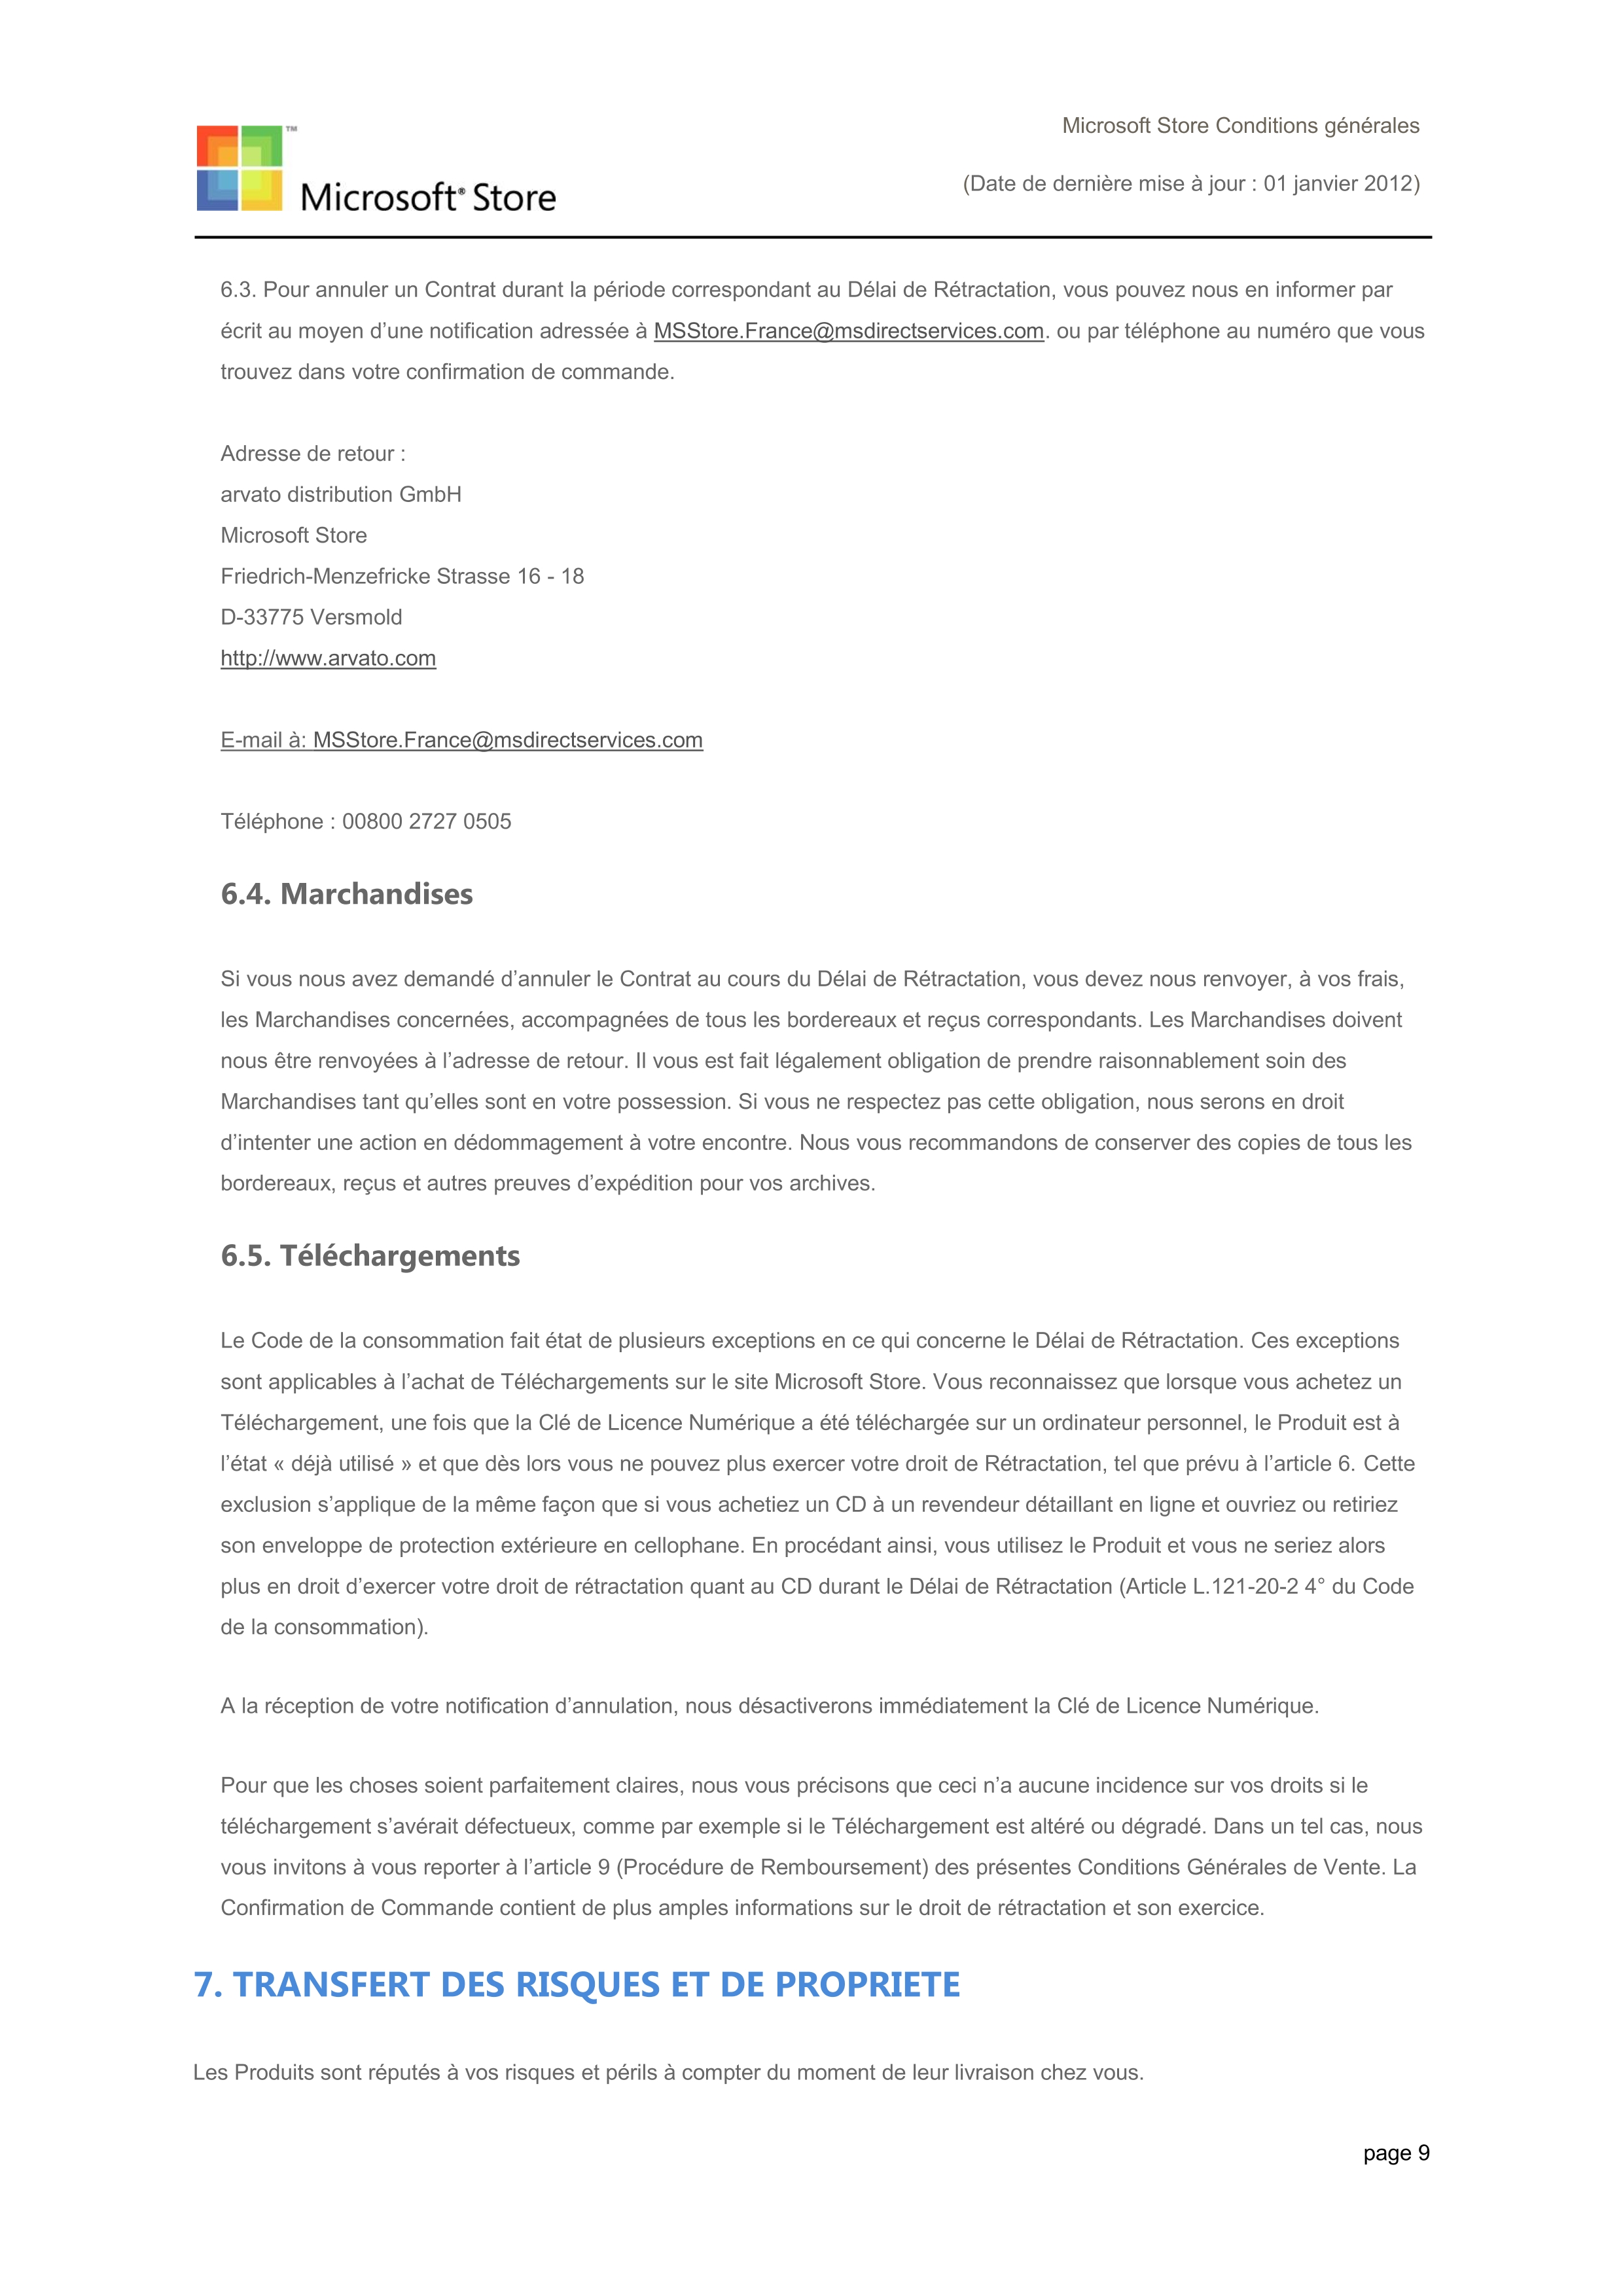 Microsoft Store Conditions générales
(Date de dernière mise à jour : 01 janvier 2012)
™
Microsoft® Store
6.3. Pour annuler un Contrat durant la période correspondant au Délai de Rétractation, vous pouvez nous en informer par
écrit au moyen d’une notification adressée à MSStore.France@msdirectservices.com. ou par téléphone au numéro que vous
trouvez dans votre confirmation de commande.
Adresse de retour :
arvato distribution GmbH
Microsoft Store
Friedrich-Menzefricke Strasse 16 - 18
D-33775 Versmold
http://www.arvato.com
E-mail à: MSStore.France@msdirectservices.com
Téléphone : 00800 2727 0505
6.4. Marchandises
Si vous nous avez demandé d’annuler le Contrat au cours du Délai de Rétractation, vous devez nous renvoyer, à vos frais,
les Marchandises concernées, accompagnées de tous les bordereaux et reçus correspondants. Les Marchandises doivent
nous être renvoyées à l’adresse de retour. Il vous est fait légalement obligation de prendre raisonnablement soin des
Marchandises tant qu’elles sont en votre possession. Si vous ne respectez pas cette obligation, nous serons en droit
d’intenter une action en dédommagement à votre encontre. Nous vous recommandons de conserver des copies de tous les
bordereaux, reçus et autres preuves d’expédition pour vos archives.
6.5. Téléchargements
Le Code de la consommation fait état de plusieurs exceptions en ce qui concerne le Délai de Rétractation. Ces exceptions
sont applicables à l’achat de Téléchargements sur le site Microsoft Store. Vous reconnaissez que lorsque vous achetez un
Téléchargement, une fois que la Clé de Licence Numérique a été téléchargée sur un ordinateur personnel, le Produit est à
l’état « déjà utilisé » et que dès lors vous ne pouvez plus exercer votre droit de Rétractation, tel que prévu à l’article 6. Cette
exclusion s’applique de la même façon que si vous achetiez un CD à un revendeur détaillant en ligne et ouvriez ou retiriez
son enveloppe de protection extérieure en cellophane. En procédant ainsi, vous utilisez le Produit et vous ne seriez alors
plus en droit d’exercer votre droit de rétractation quant au CD durant le Délai de Rétractation (Article L.121-20-2 4° du Code
de la consommation).
A la réception de votre notification d’annulation, nous désactiverons immédiatement la Clé de Licence Numérique.
Pour que les choses soient parfaitement claires, nous vous précisons que ceci n’a aucune incidence sur vos droits si le
téléchargement s’avérait défectueux, comme par exemple si le Téléchargement est altéré ou dégradé. Dans un tel cas, nous
vous invitons à vous reporter à l’article 9 (Procédure de Remboursement) des présentes Conditions Générales de Vente. La
Confirmation de Commande contient de plus amples informations sur le droit de rétractation et son exercice.
7. TRANSFERT DES RISQUES ET DE PROPRIETE
Les Produits sont réputés à vos risques et périls à compter du moment de leur livraison chez vous.
page 9